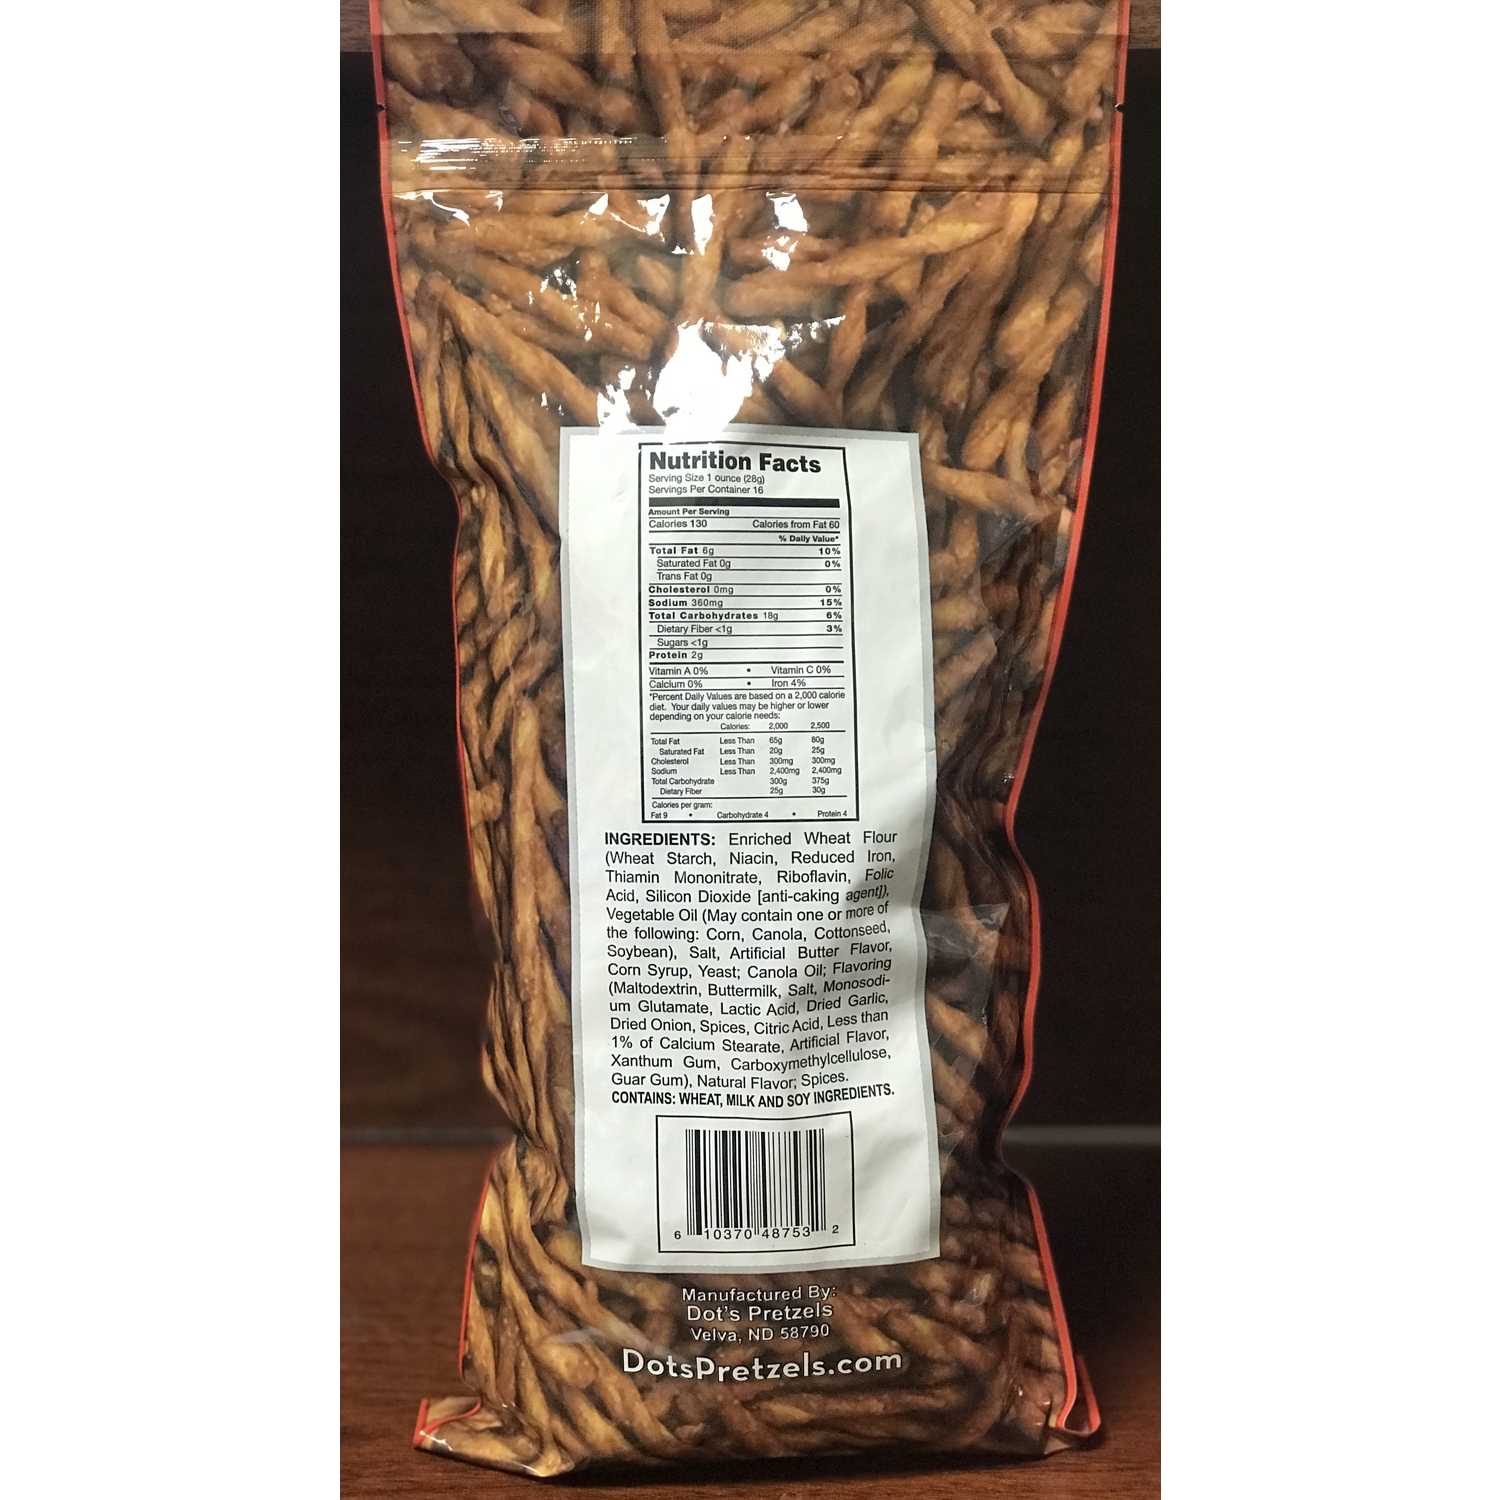 Nutrition Facts
Serving Size 1 ounce (28g)
Servings Per Container 16
Amount Per Serving
Calories 130 Calories from Fat 60
% Daily Value*
Total Fat 6g 10%
Saturated Fat 0g 0%
Trans Fat 0g
Cholesterol 0mg 0%
Sodium 360mg 15%
Total Carbohydrates 18g 6%
Dietary Fiber <1g 3%
Sugars <1g
Protein 2g
Vitamin A 0% • Vitamin C 0%
Calcium 0% • Iron 4%
*Percent Daily Values are based on a 2,000 calorie
diet. Your daily values may be higher or lower
depending on your calorie needs:
Calories: 2,000 2,500
Total Fat Less Than 65g 80g
Saturated Fat Less Than 20g 25g
Cholesterol Less Than 300mg 300mg
Sodium Less Than 2,400mg 2,400mg
Total Carbohydrate 300g 375g
Dietary Fiber 25g 30g
Calories per gram:
Fat 9 • Carbohydrate 4 • Protein 4
INGREDIENTS: Enriched Wheat Flour
(Wheat Starch, Niacin, Reduced Iron,
Thiamin Mononitrate, Riboflavin, Folic
Acid, Silicon Dioxide [anti-caking agent]),
Vegetable Oil (May contain one or more of
the following: Corn, Canola, Cottonseed,
Soybean), Salt, Artificial Butter Flavor,
Corn Syrup, Yeast; Canola Oil; Flavoring
(Maltodextrin, Buttermilk, Salt, Monosodi-
um Glutamate, Lactic Acid, Dried Garlic,
Dried Onion, Spices, Citric Acid, Less than
1% of Calcium Stearate, Artificial Flavor,
Xanthum Gum, Carboxymethylcellulose,
Guar Gum), Natural Flavor; Spices.
CONTAINS: WHEAT, MILK AND SOY INGREDIENTS.
6 10370 48753 2
Manufactured By:
Dot's Pretzels
Velva, ND 58790
DotsPretzels.com